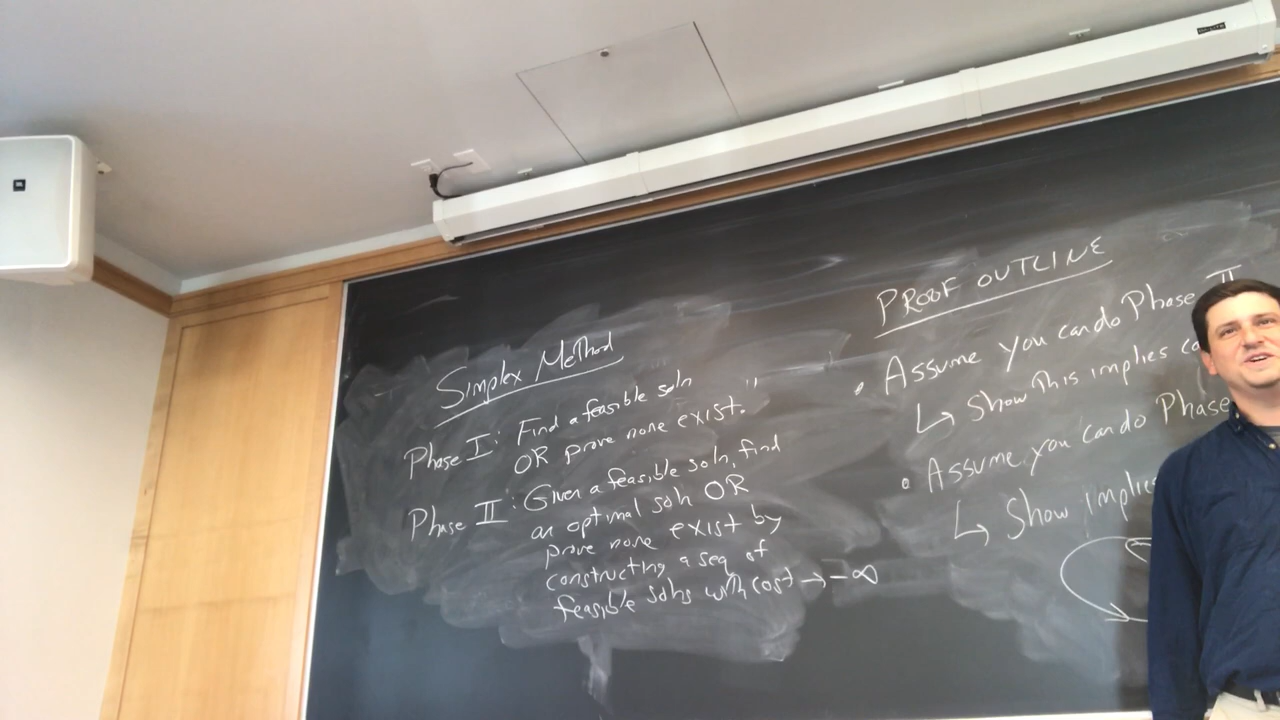 Simplex Method
Phase I: Find a feasible soln
OR prove none exist."
Phase II: Given a feasible soln, find
an optimal soln OR
prove none exist by
constructing a seq of
feasible solns with cost → -∞
PROOF OUTLINE
• Assume you can do Phase II
↳ Show this implies
• Assume you can do Phase
↳ Show implies